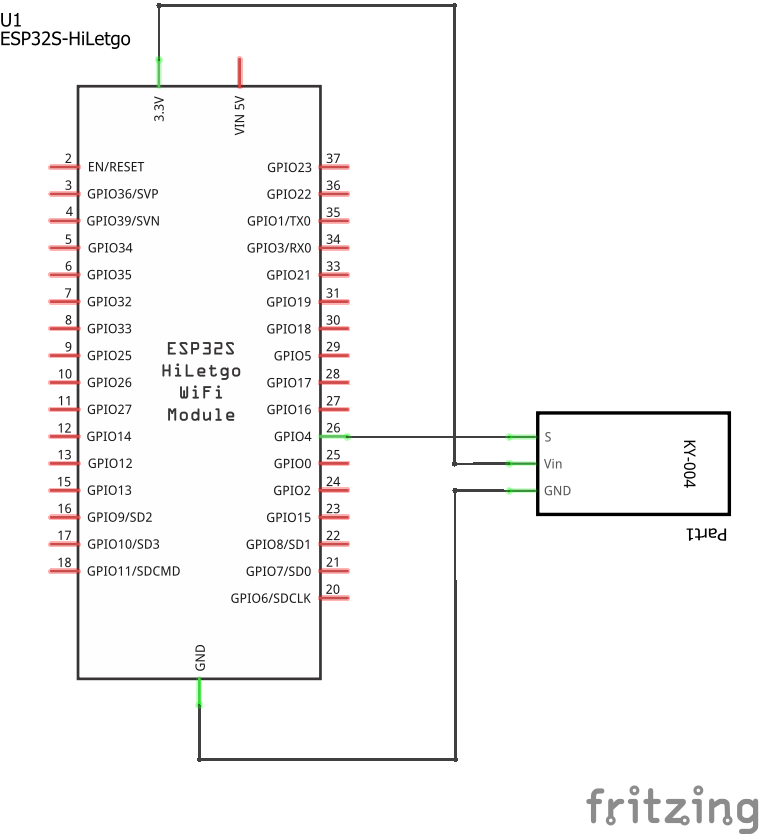 U1
ESP32S-HiLetgo
3.3V
VIN 5V
2 EN/RESET
3 GPIO36/SVP
4 GPIO39/SVN
5 GPIO34
6 GPIO35
7 GPIO32
8 GPIO33
9 GPIO25
10 GPIO26
11 GPIO27
12 GPIO14
13 GPIO12
15 GPIO13
16 GPIO9/SD2
17 GPIO10/SD3
18 GPIO11/SDCMD
ESP32S
HiLetgo
WiFi
Module
GPIO23 37
GPIO22 36
GPIO1/TX0 35
GPIO3/RX0 34
GPIO21 33
GPIO19 31
GPIO18 30
GPIO5 29
GPIO17 28
GPIO16 27
GPIO4 26
GPIO0 25
GPIO2 24
GPIO15 23
GPIO8/SD1 22
GPIO7/SD0 21
GPIO6/SDCLK 20
GND
S
Vin
GND
KY-004
Part1
fritzing